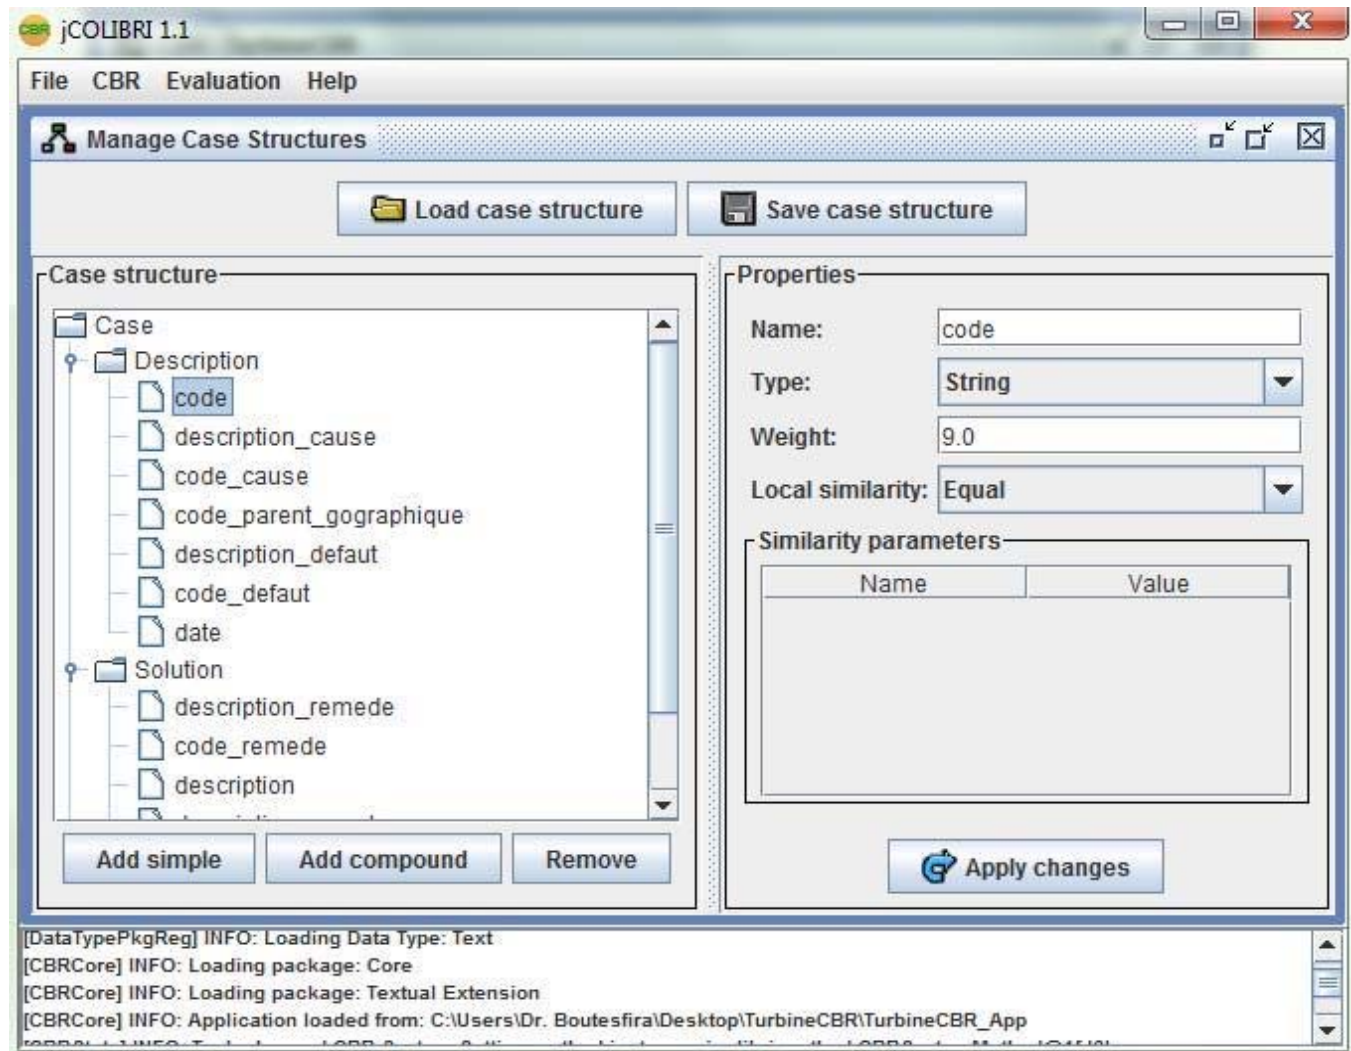 CBR jCOLIBRI 1.1
File CBR Evaluation Help
Manage Case Structures
Load case structure Save case structure
Case structure
Case
Description
code
description_cause
code_cause
code_parent_gographique
description_defaut
code_defaut
date
Solution
description_remede
code_remede
description
Add simple Add compound Remove
Properties
Name: code
Type: String
Weight: 9.0
Local similarity: Equal
Similarity parameters
Name Value
Apply changes
[DataTypePkgReg] INFO: Loading Data Type: Text
[CBRCore] INFO: Loading package: Core
[CBRCore] INFO: Loading package: Textual Extension
[CBRCore] INFO: Application loaded from: C:\Users\Dr. Boutesfira\Desktop\TurbineCBR\TurbineCBR_App